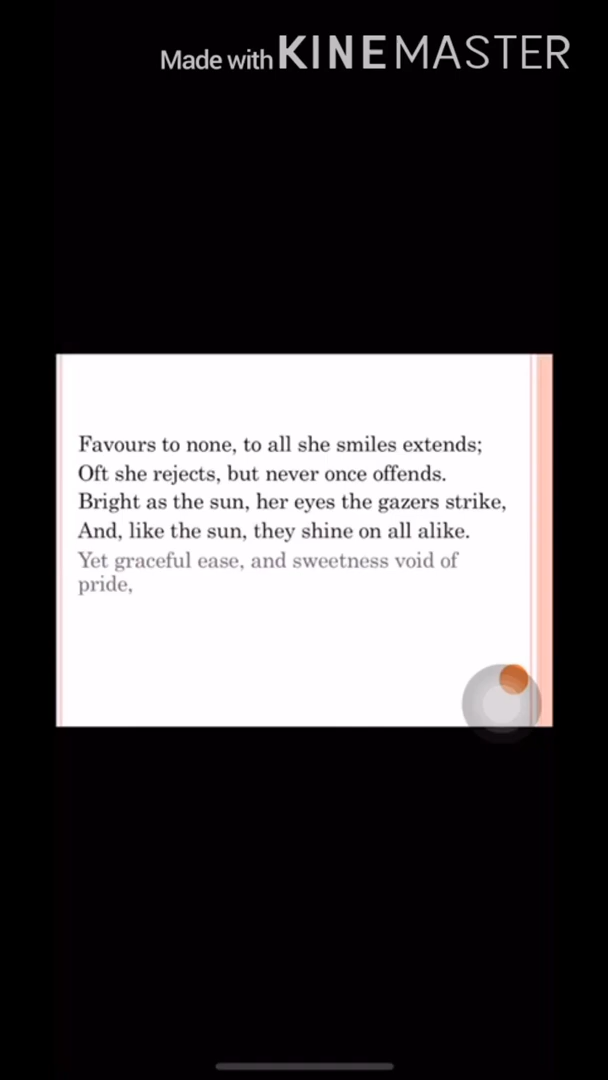 Made with KINEMASTER
Favours to none, to all she smiles extends;
Oft she rejects, but never once offends.
Bright as the sun, her eyes the gazers strike,
And, like the sun, they shine on all alike.
Yet graceful ease, and sweetness void of
pride,